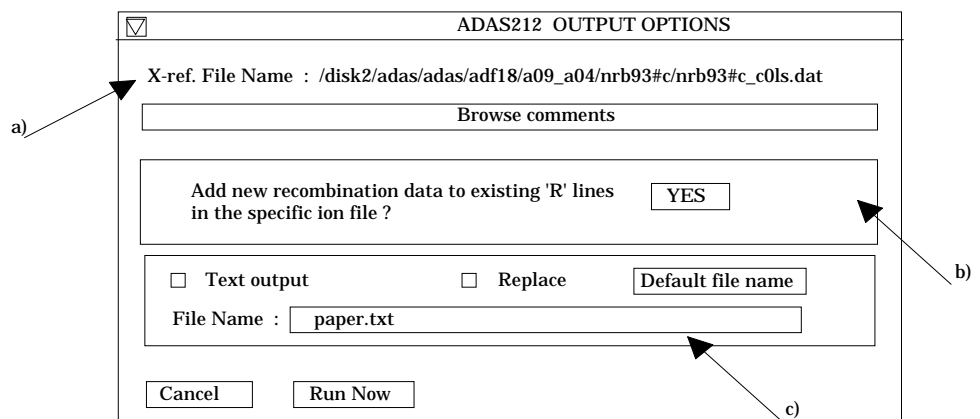 ADAS212 OUTPUT OPTIONS
X-ref. File Name : /disk2/adas/adas/adf18/a09_a04/nrb93#c/nrb93#c_c0ls.dat
a)
Browse comments
Add new recombination data to existing 'R' lines
in the specific ion file ?
YES
b)
Text output
Replace
Default file name
File Name :
paper.txt
Cancel
Run Now
c)